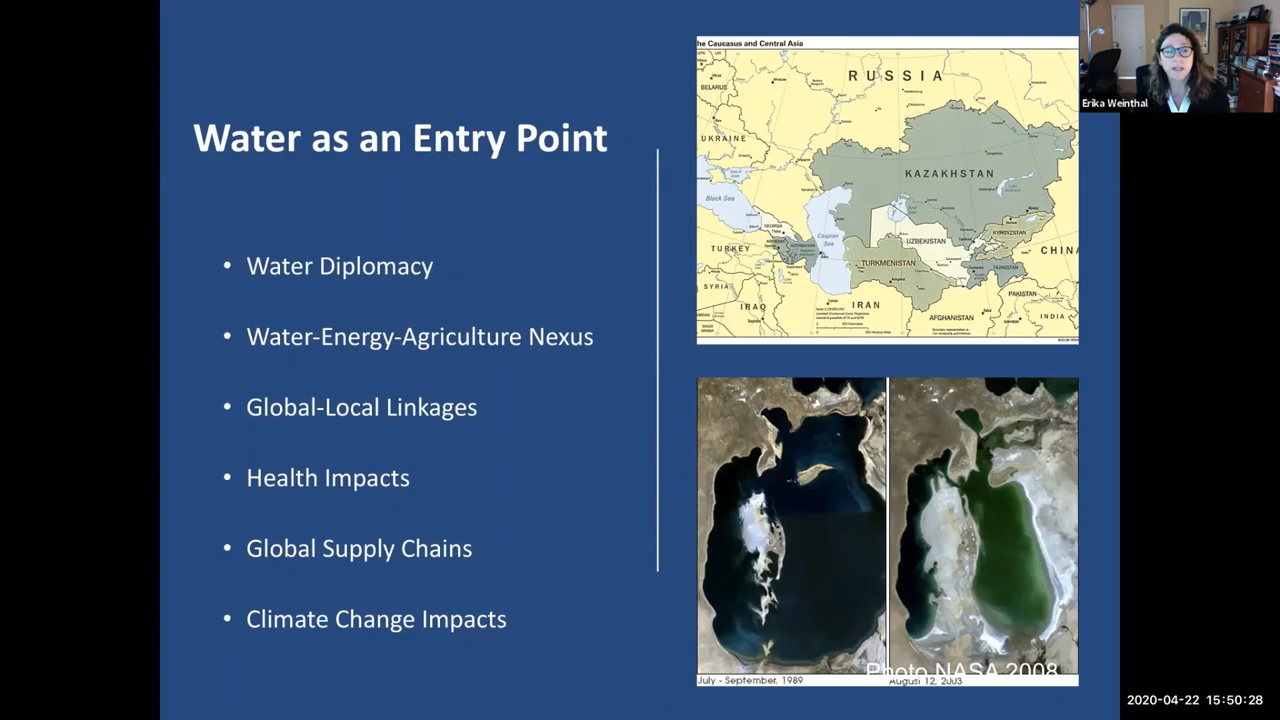 Water as an Entry Point
• Water Diplomacy
• Water-Energy-Agriculture Nexus
• Global-Local Linkages
• Health Impacts
• Global Supply Chains
• Climate Change Impacts
he Caucasus and Central Asia
RUSSIA
BELARUS
UKRAINE
KAZAKHSTAN
Black Sea
Caspian
Sea
GEORGIA
UZBEKISTAN
KYRGYZSTAN
TURKEY
TURKMENISTAN
TAJIKISTAN
CHINA
SYRIA
IRAQ
IRAN
AFGHANISTAN
PAKISTAN
INDIA
Photo NASA 2008
July - September, 1989
August 12, 2003
Erika Weinthal
2020-04-22 15:50:28